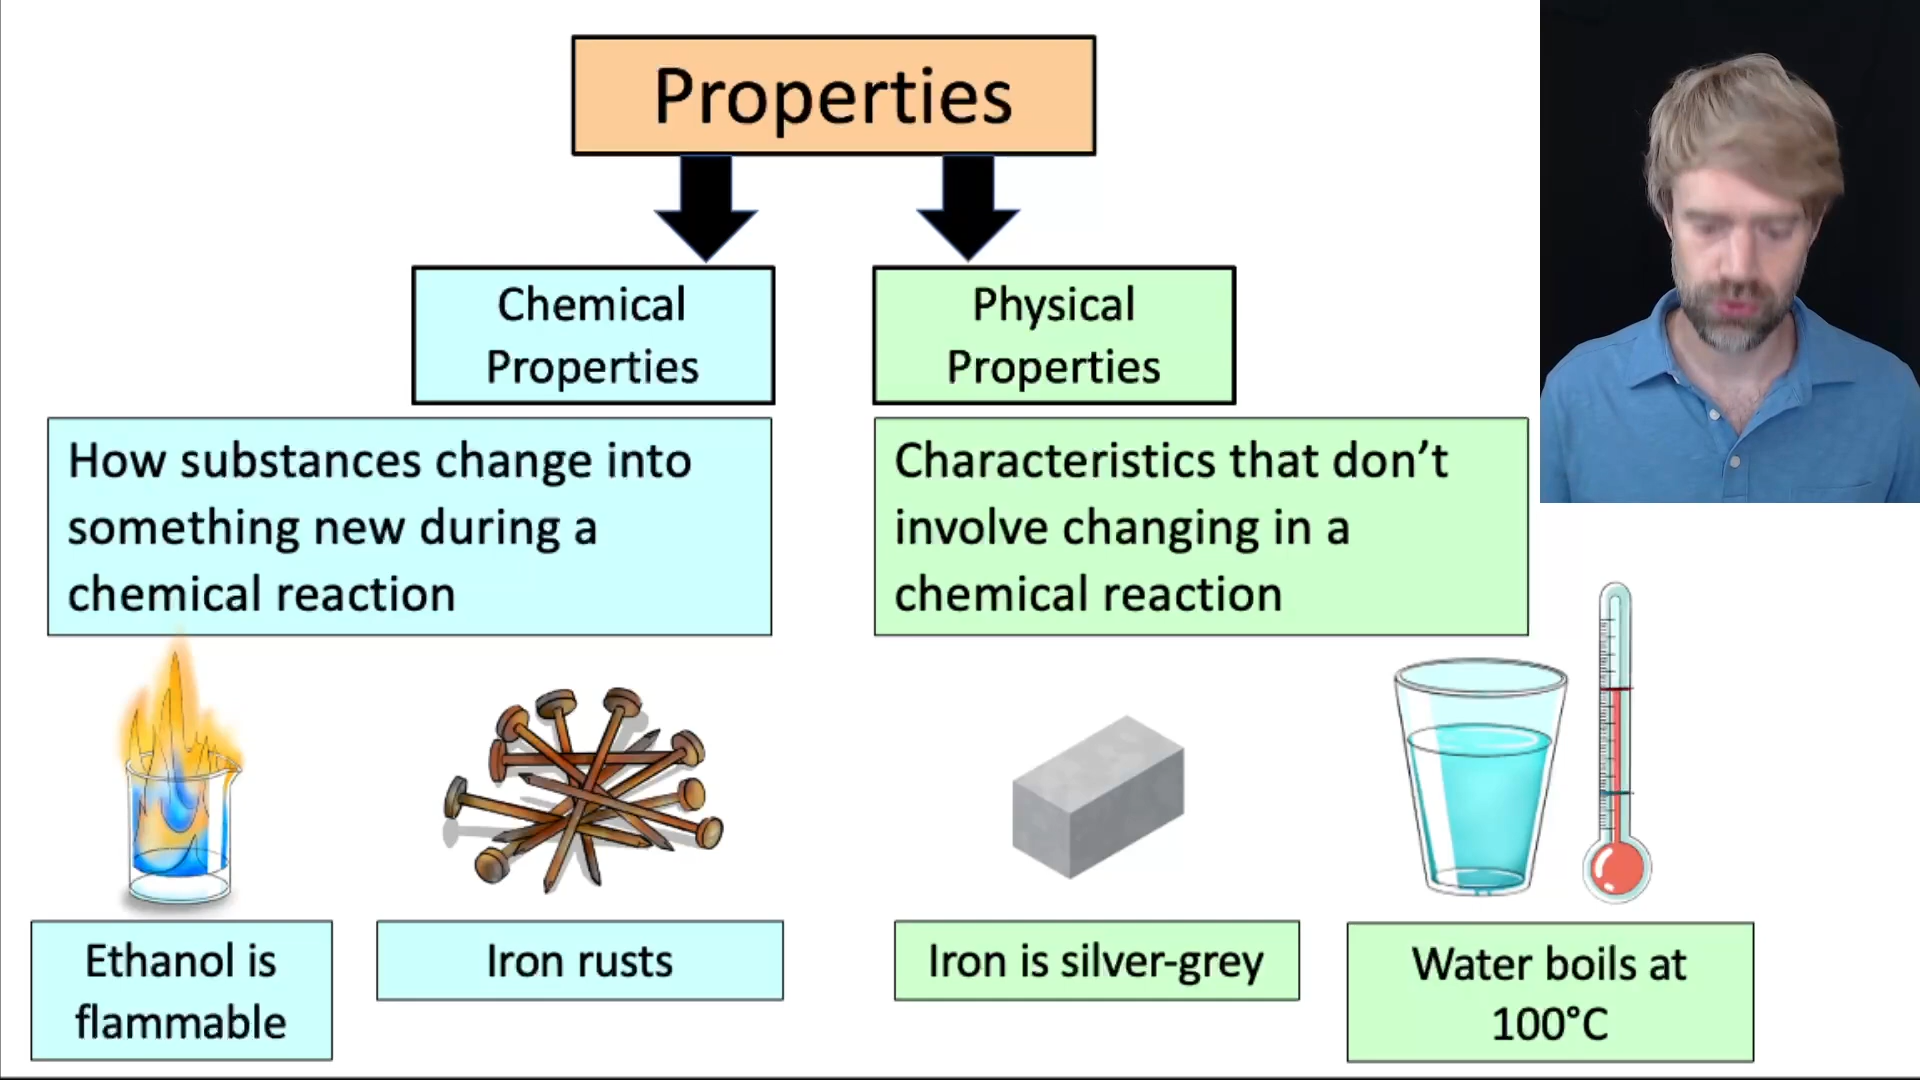 Properties
Chemical
Properties
Physical
Properties
How substances change into
something new during a
chemical reaction
Characteristics that don’t
involve changing in a
chemical reaction
Ethanol is
flammable
Iron rusts
Iron is silver-grey
Water boils at
100°C